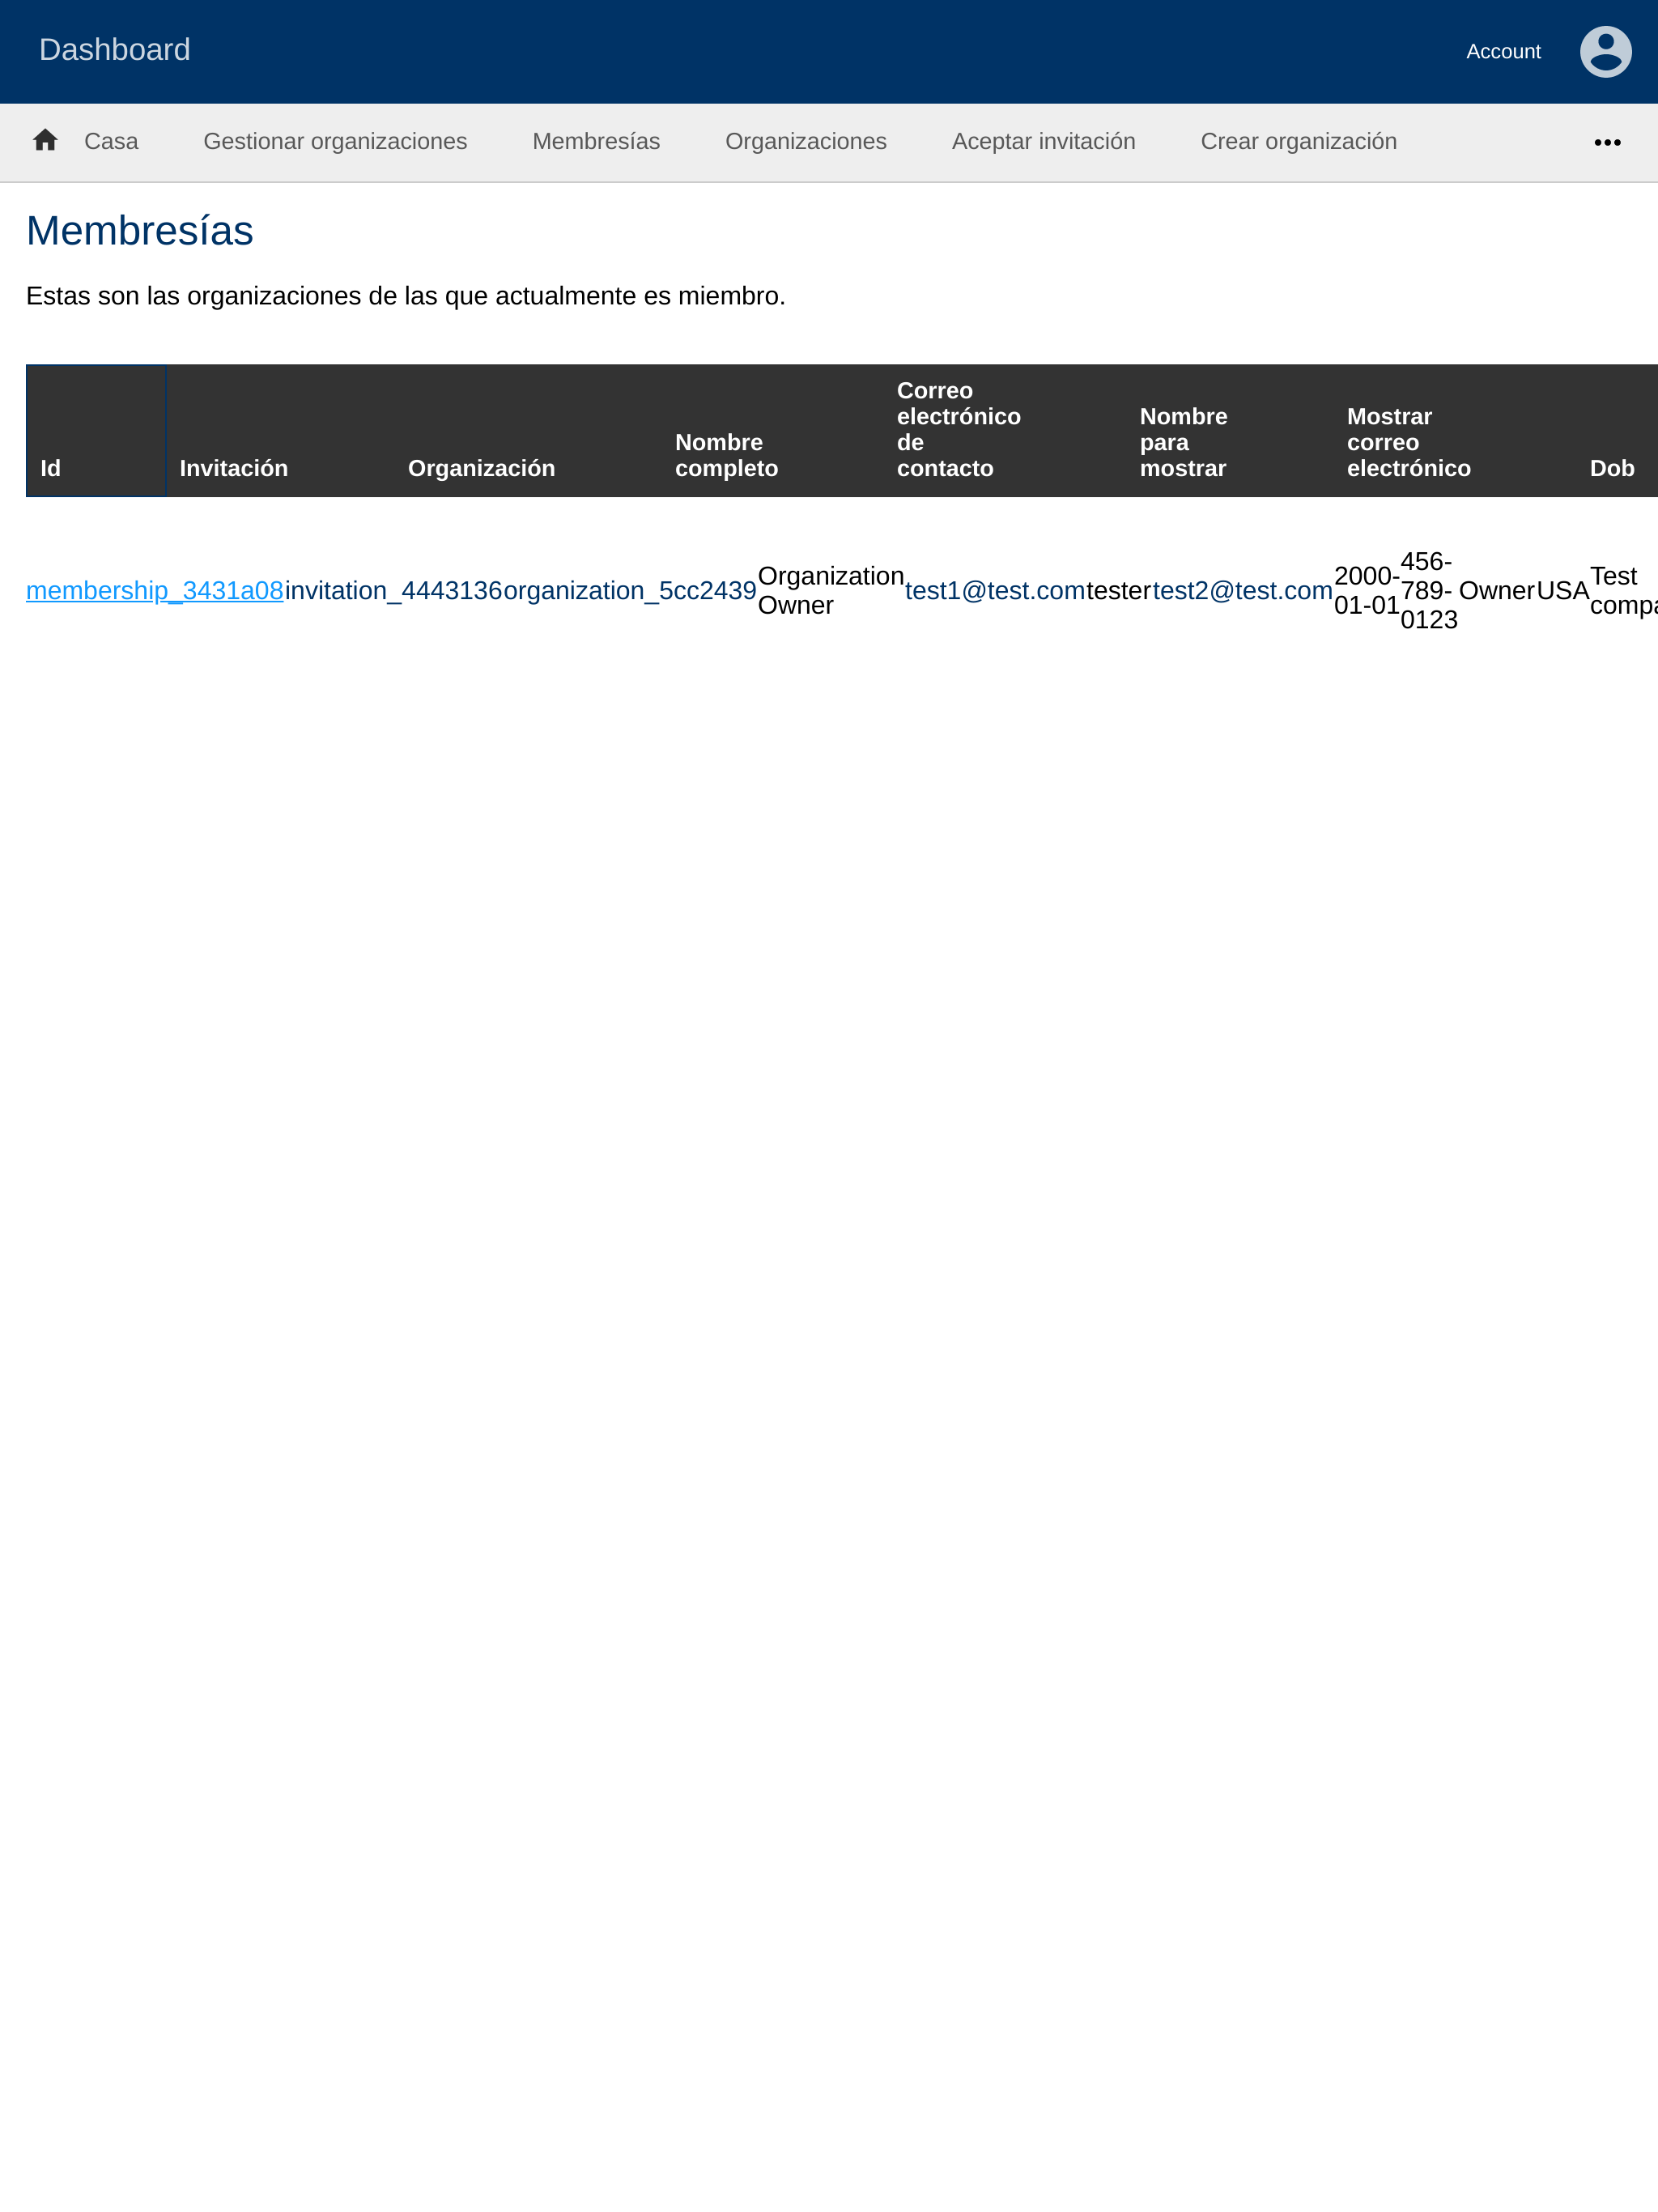 Dashboard
Account
Casa Gestionar organizaciones Membresías Organizaciones Aceptar invitación Crear organización
Membresías
Estas son las organizaciones de las que actualmente es miembro.
Id
Invitación
Organización
Nombre
completo
Correo
electrónico
de
contacto
Nombre
para
mostrar
Mostrar
correo
electrónico
Dob
membership_3431a08
invitation_4443136
organization_5cc2439
Organization
Owner
test1@test.com
tester
test2@test.com
2000-
01-01
456-
789-
0123
Owner
USA
Test
compa